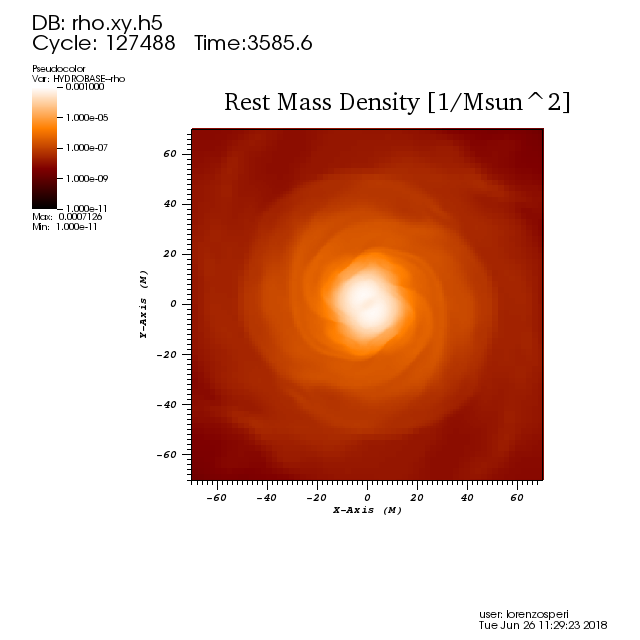 DB: rho.xy.h5
Cycle: 127488 Time:3585.6
Pseudocolor
Var: HYDROBASE--rho
0.001000
1.000e-05
1.000e-07
1.000e-09
1.000e-11
Max: 0.0007126
Min: 1.000e-11
Rest Mass Density [1/Msun^2]
60
40
20
0
-20
-40
-60
Y-Axis (M)
-60 -40 -20 0 20 40 60
X-Axis (M)
user: lorenzosperi
Tue Jun 26 11:29:23 2018